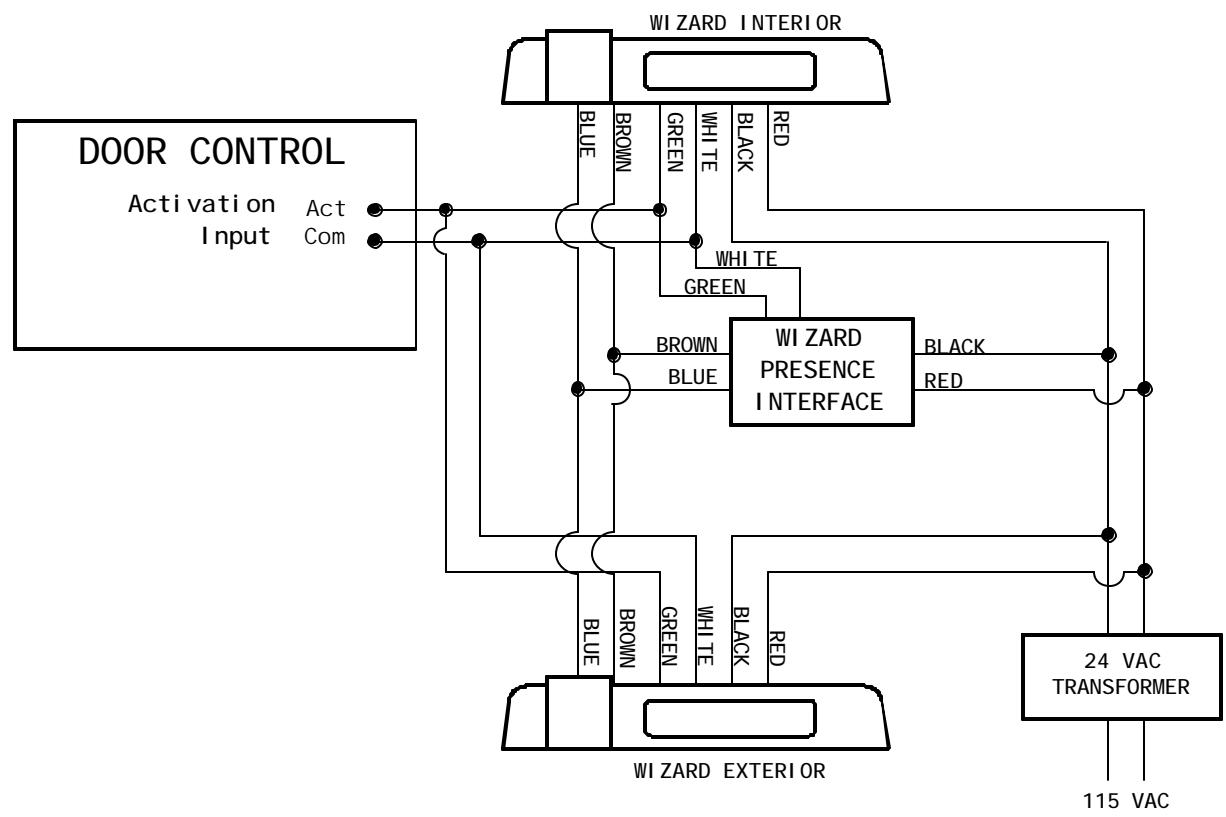 WIZARD INTERIOR
BLUE
BROWN
GREEN
WHITE
BLACK
RED
DOOR CONTROL
Activation Act
Input Com
WHITE
GREEN
BROWN
BLUE
WIZARD
PRESENCE
INTERFACE
BLACK
RED
BLUE
BROWN
GREEN
WHITE
BLACK
RED
24 VAC
TRANSFORMER
WIZARD EXTERIOR
115 VAC